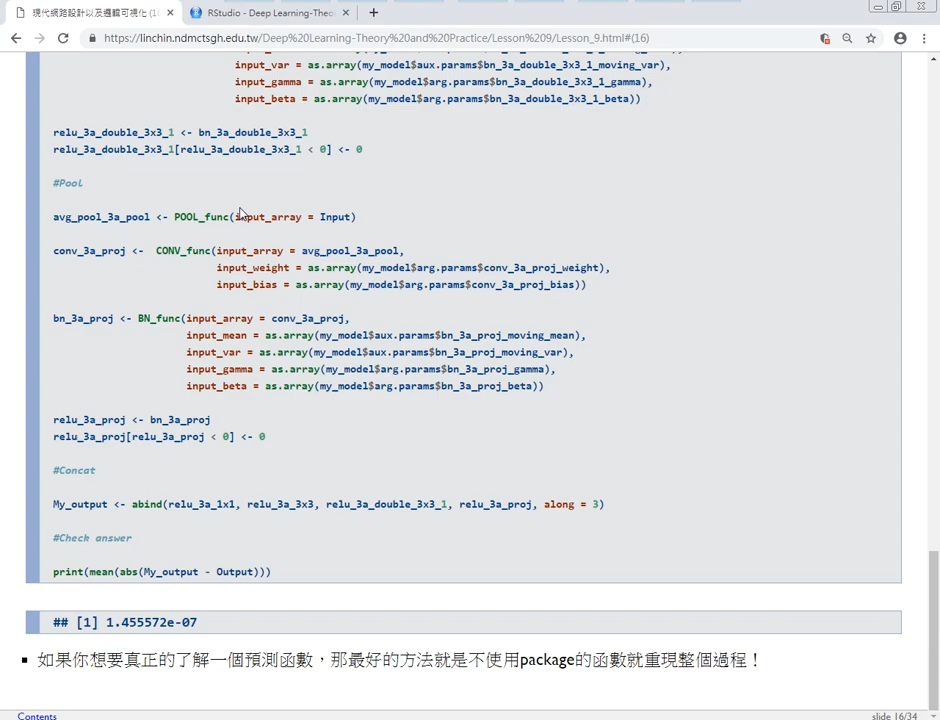 現代網路設計以及邏輯可視化 (1
RStudio - Deep Learning-Theo
https://linchin.ndmctsgh.edu.tw/Deep%20Learning-Theory%20and%20Practice/Lesson%209/Lesson_9.html#(16)
input_var = as.array(my_model$aux.params$bn_3a_double_3x3_1_moving_var),
input_gamma = as.array(my_model$arg.params$bn_3a_double_3x3_1_gamma),
input_beta = as.array(my_model$arg.params$bn_3a_double_3x3_1_beta))
relu_3a_double_3x3_1 <- bn_3a_double_3x3_1
relu_3a_double_3x3_1[relu_3a_double_3x3_1 < 0] <- 0
#Pool
avg_pool_3a_pool <- POOL_func(input_array = Input)
conv_3a_proj <-  CONV_func(input_array = avg_pool_3a_pool,
input_weight = as.array(my_model$arg.params$conv_3a_proj_weight),
input_bias = as.array(my_model$arg.params$conv_3a_proj_bias))
bn_3a_proj <- BN_func(input_array = conv_3a_proj,
input_mean = as.array(my_model$aux.params$bn_3a_proj_moving_mean),
input_var = as.array(my_model$aux.params$bn_3a_proj_moving_var),
input_gamma = as.array(my_model$arg.params$bn_3a_proj_gamma),
input_beta = as.array(my_model$arg.params$bn_3a_proj_beta))
relu_3a_proj <- bn_3a_proj
relu_3a_proj[relu_3a_proj < 0] <- 0
#Concat
My_output <- abind(relu_3a_1x1, relu_3a_3x3, relu_3a_double_3x3_1, relu_3a_proj, along = 3)
#Check answer
print(mean(abs(My_output - Output)))
## [1] 1.455572e-07
如果你想要真正的了解一個預測函數，那最好的方法就是不使用package的函數就重現整個過程！
Contents
slide 16/34